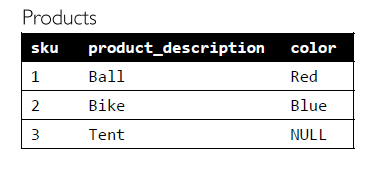 Products
sku product_description color
1 Ball Red
2 Bike Blue
3 Tent NULL